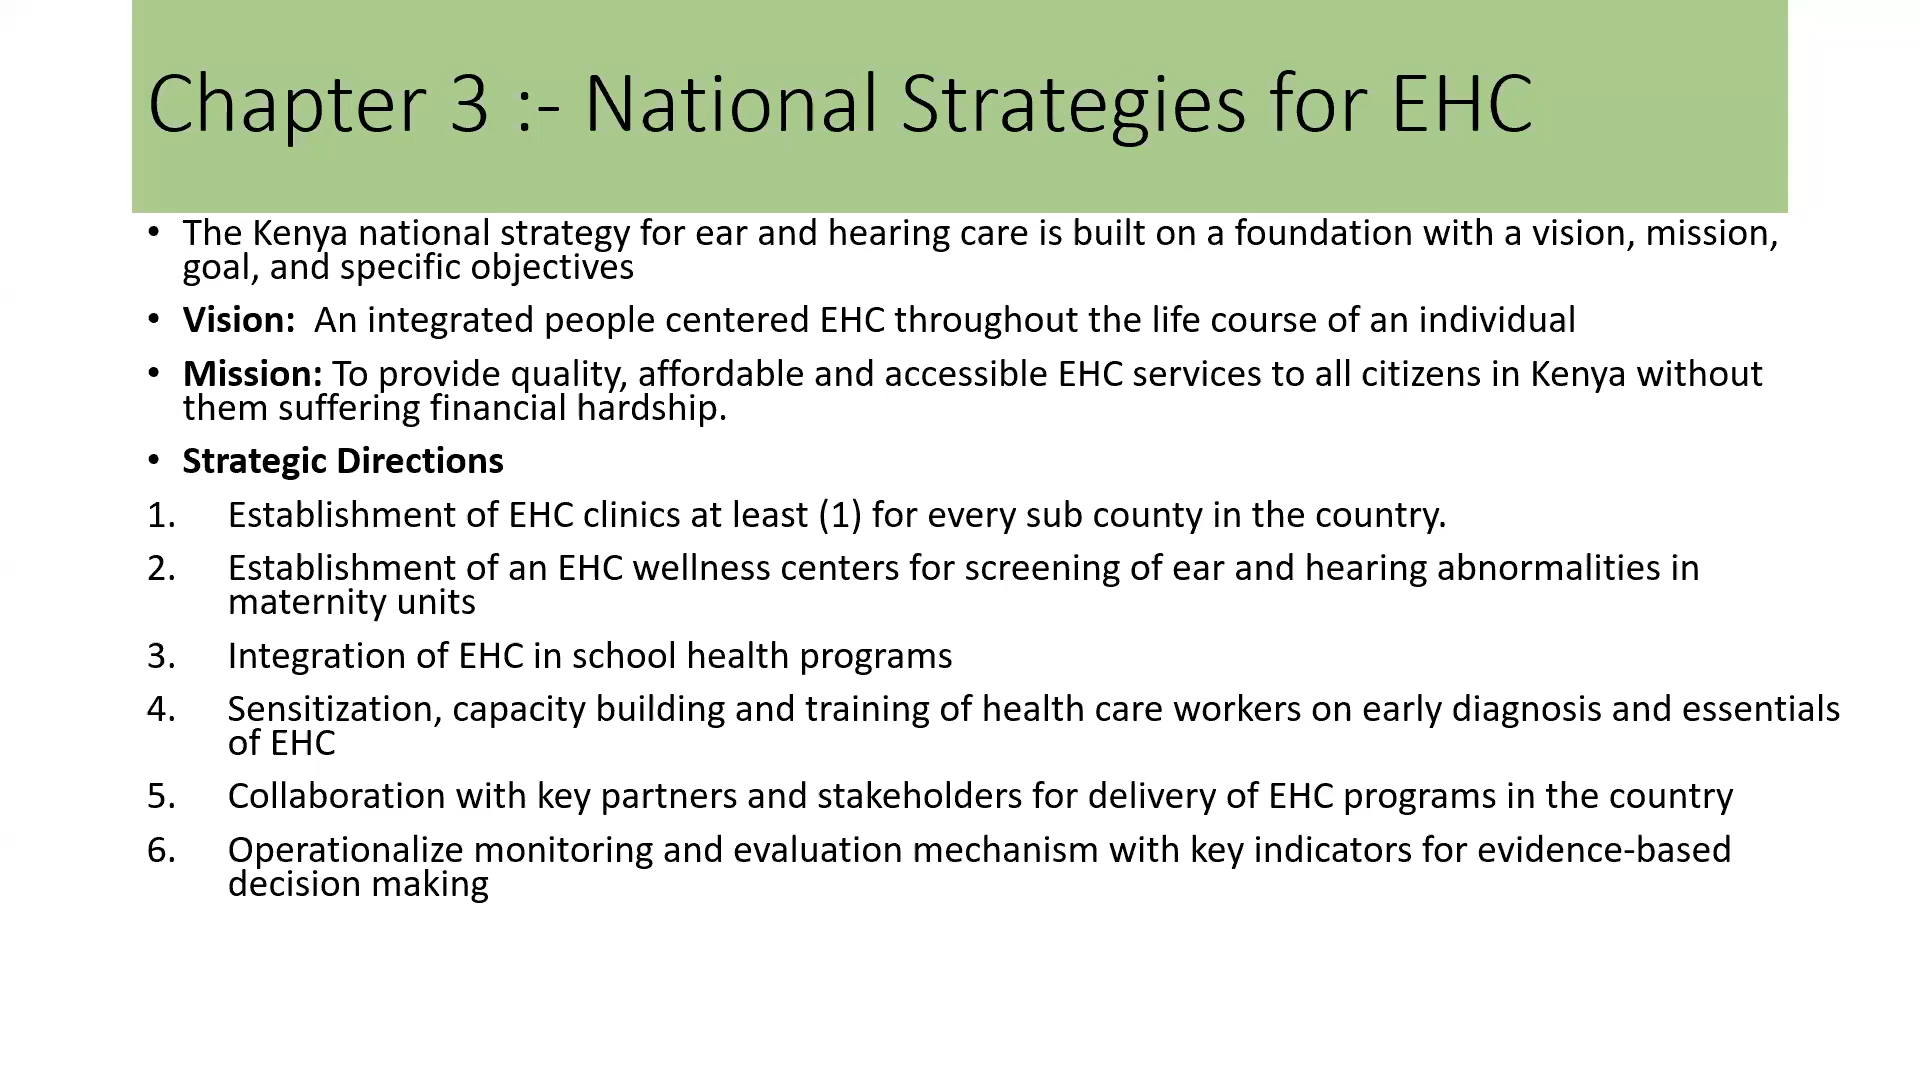 Chapter 3 :- National Strategies for EHC
• The Kenya national strategy for ear and hearing care is built on a foundation with a vision, mission,
goal, and specific objectives
• Vision:  An integrated people centered EHC throughout the life course of an individual
• Mission: To provide quality, affordable and accessible EHC services to all citizens in Kenya without
them suffering financial hardship.
• Strategic Directions
1. Establishment of EHC clinics at least (1) for every sub county in the country.
2. Establishment of an EHC wellness centers for screening of ear and hearing abnormalities in
maternity units
3. Integration of EHC in school health programs
4. Sensitization, capacity building and training of health care workers on early diagnosis and essentials
of EHC
5. Collaboration with key partners and stakeholders for delivery of EHC programs in the country
6. Operationalize monitoring and evaluation mechanism with key indicators for evidence-based
decision making